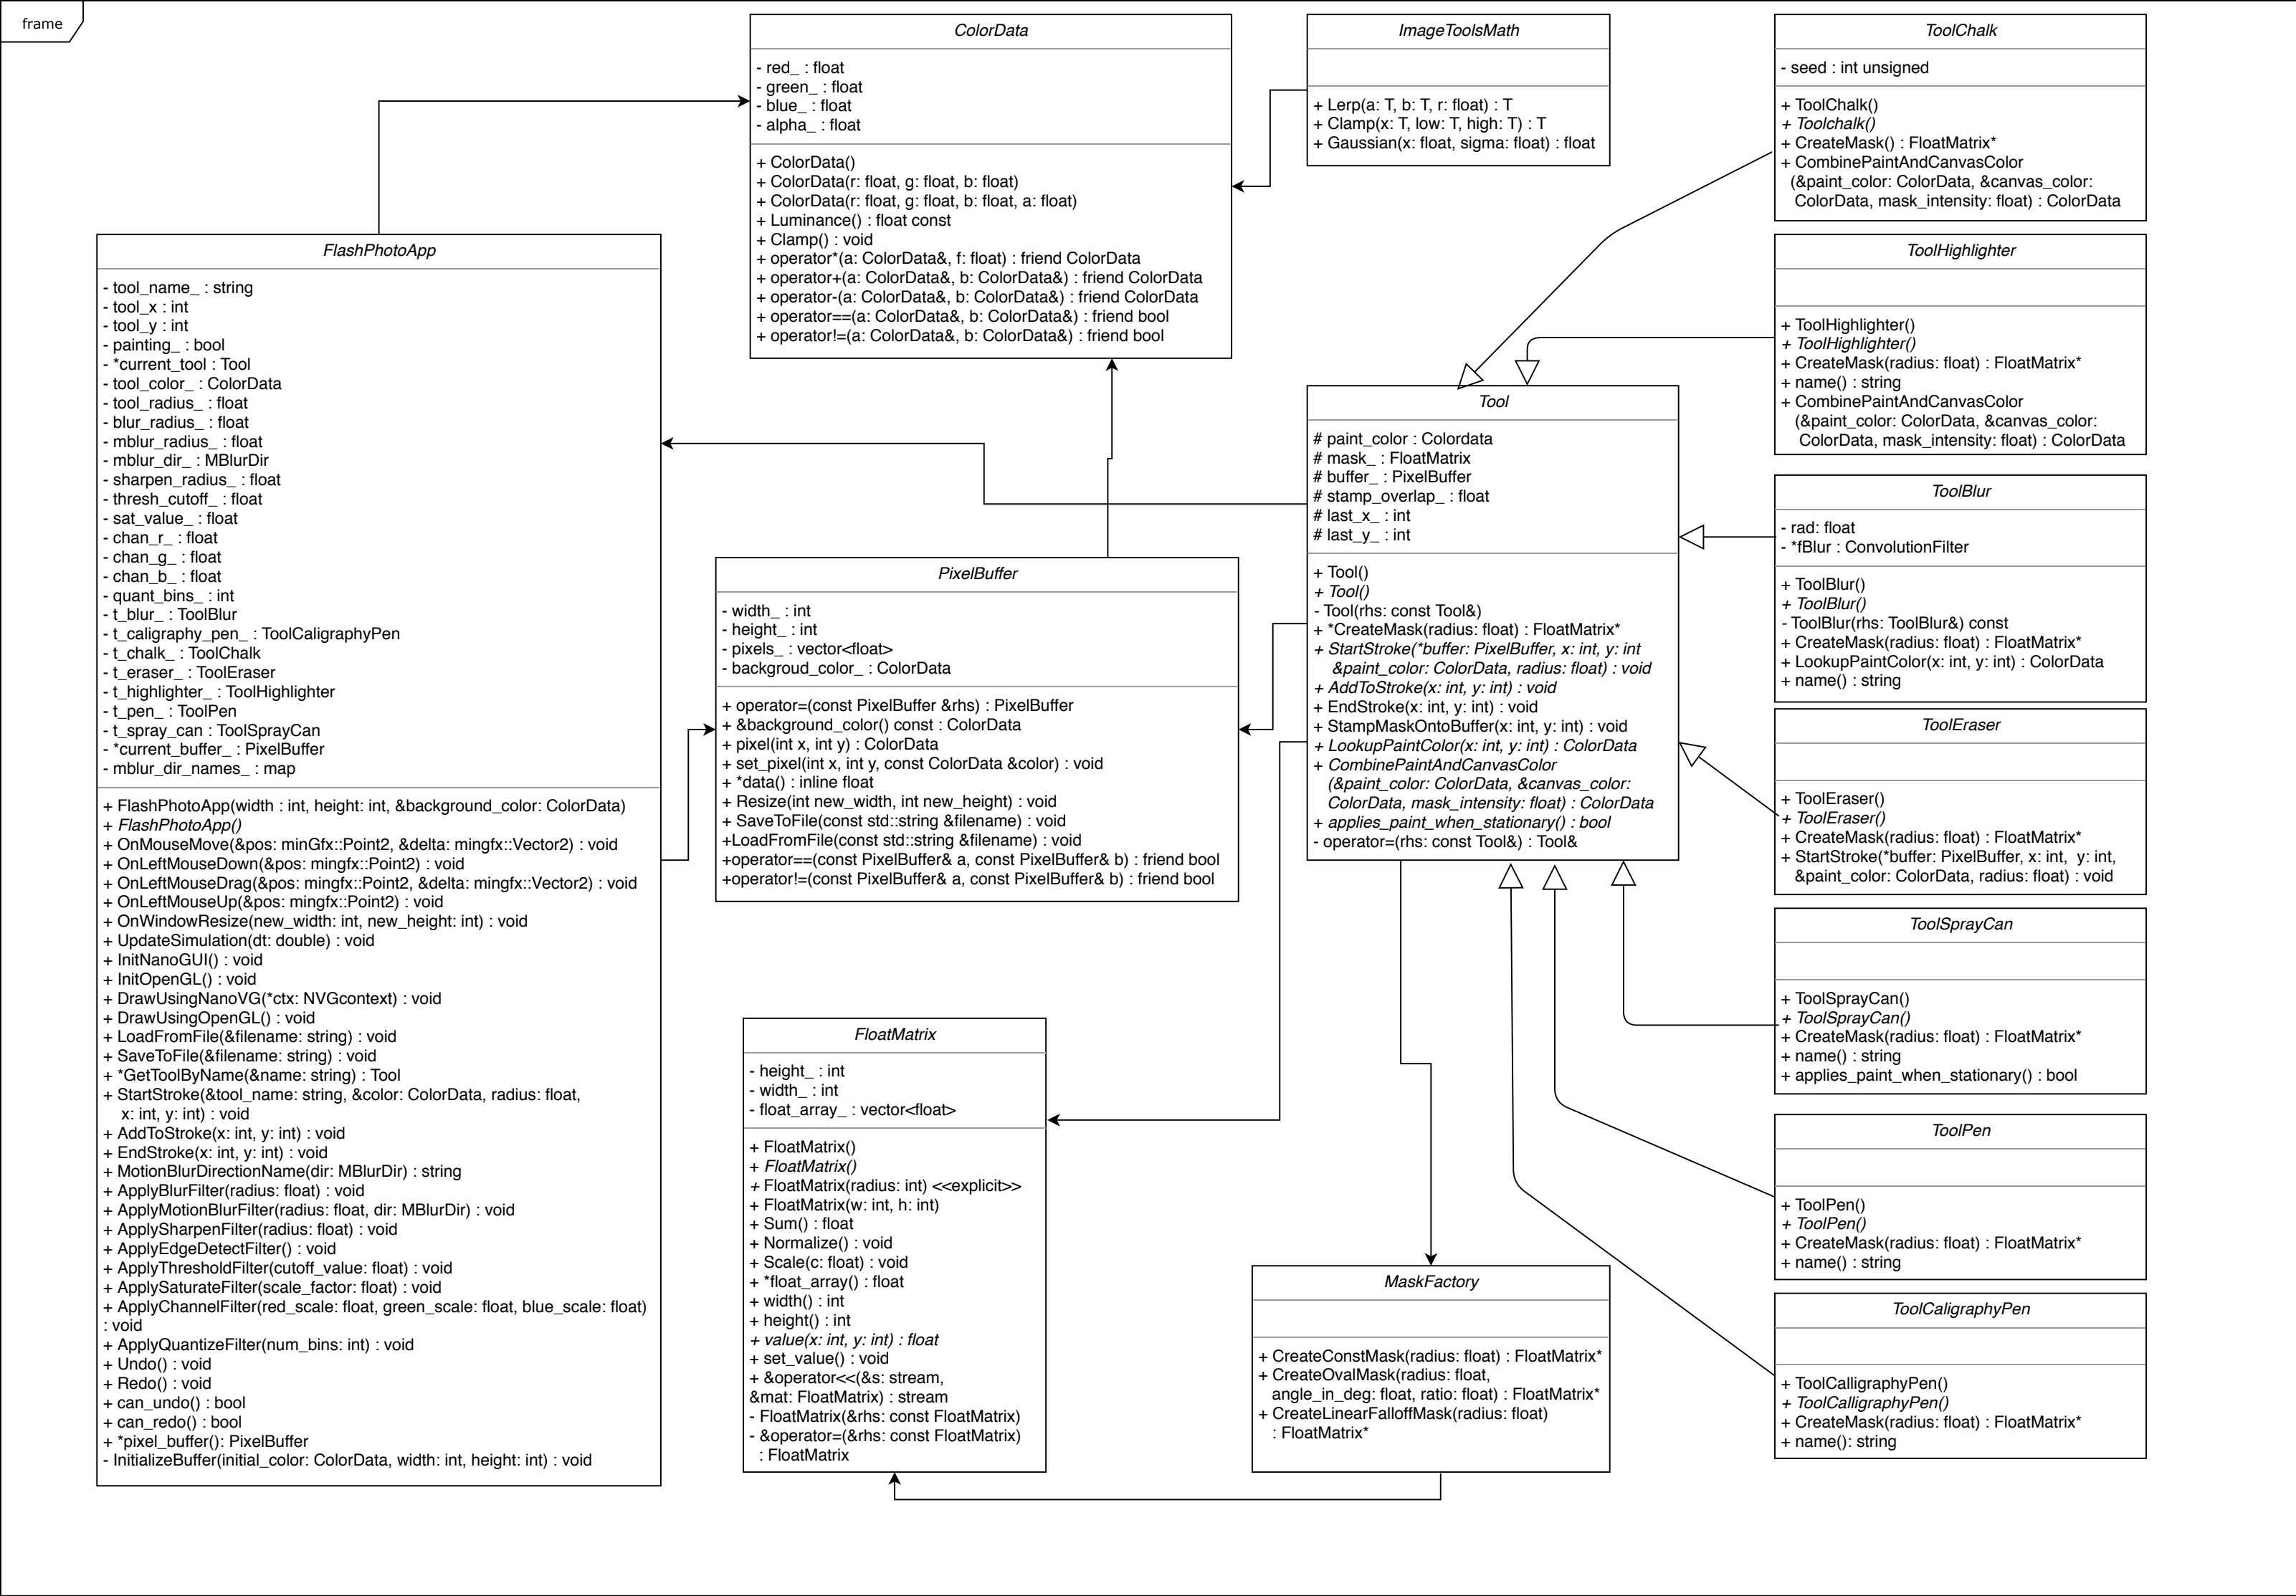 frame
FlashPhotoApp
- tool_name_ : string
- tool_x : int
- tool_y : int
- painting_ : bool
- *current_tool : Tool
- tool_color_ : ColorData
- tool_radius_ : float
- blur_radius_ : float
- mblur_radius_ : float
- mblur_dir_ : MBlurDir
- sharpen_radius_ : float
- thresh_cutoff_ : float
- sat_value_ : float
- chan_r_ : float
- chan_g_ : float
- chan_b_ : float
- quant_bins_ : int
- t_blur_ : ToolBlur
- t_caligraphy_pen_ : ToolCaligraphyPen
- t_chalk_ : ToolChalk
- t_eraser_ : ToolEraser
- t_highlighter_ : ToolHighlighter
- t_pen_ : ToolPen
- t_spray_can : ToolSprayCan
- *current_buffer_ : PixelBuffer
- mblur_dir_names_ : map
+ FlashPhotoApp(width : int, height: int, &background_color: ColorData)
+ FlashPhotoApp()
+ OnMouseMove(&pos: minGfx::Point2, &delta: mingfx::Vector2) : void
+ OnLeftMouseDown(&pos: mingfx::Point2) : void
+ OnLeftMouseDrag(&pos: mingfx::Point2, &delta: mingfx::Vector2) : void
+ OnLeftMouseUp(&pos: mingfx::Point2) : void
+ OnWindowResize(new_width: int, new_height: int) : void
+ UpdateSimulation(dt: double) : void
+ InitNanoGUI() : void
+ InitOpenGL() : void
+ DrawUsingNanoVG(*ctx: NVGcontext) : void
+ DrawUsingOpenGL() : void
+ LoadFromFile(&filename: string) : void
+ SaveToFile(&filename: string) : void
+ *GetToolByName(&name: string) : Tool
+ StartStroke(&tool_name: string, &color: ColorData, radius: float,
x: int, y: int) : void
+ AddToStroke(x: int, y: int) : void
+ EndStroke(x: int, y: int) : void
+ MotionBlurDirectionName(dir: MBlurDir) : string
+ ApplyBlurFilter(radius: float) : void
+ ApplyMotionBlurFilter(radius: float, dir: MBlurDir) : void
+ ApplySharpenFilter(radius: float) : void
+ ApplyEdgeDetectFilter() : void
+ ApplyThresholdFilter(cutoff_value: float) : void
+ ApplySaturateFilter(scale_factor: float) : void
+ ApplyChannelFilter(red_scale: float, green_scale: float, blue_scale: float)
: void
+ ApplyQuantizeFilter(num_bins: int) : void
+ Undo() : void
+ Redo() : void
+ can_undo() : bool
+ can_redo() : bool
+ *pixel_buffer(): PixelBuffer
- InitializeBuffer(initial_color: ColorData, width: int, height: int) : void
ColorData
- red_ : float
- green_ : float
- blue_ : float
- alpha_ : float
+ ColorData()
+ ColorData(r: float, g: float, b: float)
+ ColorData(r: float, g: float, b: float, a: float)
+ Luminance() : float const
+ Clamp() : void
+ operator*(a: ColorData&, f: float) : friend ColorData
+ operator+(a: ColorData&, b: ColorData&) : friend ColorData
+ operator-(a: ColorData&, b: ColorData&) : friend ColorData
+ operator==(a: ColorData&, b: ColorData&) : friend bool
+ operator!=(a: ColorData&, b: ColorData&) : friend bool
PixelBuffer
- width_ : int
- height_ : int
- pixels_ : vector<float>
- backgroud_color_ : ColorData
+ operator=(const PixelBuffer &rhs) : PixelBuffer
+ &background_color() const : ColorData
+ pixel(int x, int y) : ColorData
+ set_pixel(int x, int y, const ColorData &color) : void
+ *data() : inline float
+ Resize(int new_width, int new_height) : void
+ SaveToFile(const std::string &filename) : void
+LoadFromFile(const std::string &filename) : void
+operator==(const PixelBuffer& a, const PixelBuffer& b) : friend bool
+operator!=(const PixelBuffer& a, const PixelBuffer& b) : friend bool
FloatMatrix
- height_ : int
- width_ : int
- float_array_ : vector<float>
+ FloatMatrix()
+ FloatMatrix()
+ FloatMatrix(radius: int) <<explicit>>
+ FloatMatrix(w: int, h: int)
+ Sum() : float
+ Normalize() : void
+ Scale(c: float) : void
+ *float_array() : float
+ width() : int
+ height() : int
+ value(x: int, y: int) : float
+ set_value() : void
+ &operator<<(&s: stream,
&mat: FloatMatrix) : stream
- FloatMatrix(&rhs: const FloatMatrix)
- &operator=(&rhs: const FloatMatrix)
: FloatMatrix
ImageToolsMath
+ Lerp(a: T, b: T, r: float) : T
+ Clamp(x: T, low: T, high: T) : T
+ Gaussian(x: float, sigma: float) : float
Tool
# paint_color : Colordata
# mask_ : FloatMatrix
# buffer_ : PixelBuffer
# stamp_overlap_ : float
# last_x_ : int
# last_y_ : int
+ Tool()
+ Tool()
- Tool(rhs: const Tool&)
+ *CreateMask(radius: float) : FloatMatrix*
+ StartStroke(*buffer: PixelBuffer, x: int, y: int
&paint_color: ColorData, radius: float) : void
+ AddToStroke(x: int, y: int) : void
+ EndStroke(x: int, y: int) : void
+ StampMaskOntoBuffer(x: int, y: int) : void
+ LookupPaintColor(x: int, y: int) : ColorData
+ CombinePaintAndCanvasColor
(&paint_color: ColorData, &canvas_color:
ColorData, mask_intensity: float) : ColorData
+ applies_paint_when_stationary() : bool
- operator=(rhs: const Tool&) : Tool&
MaskFactory
+ CreateConstMask(radius: float) : FloatMatrix*
+ CreateOvalMask(radius: float,
angle_in_deg: float, ratio: float) : FloatMatrix*
+ CreateLinearFalloffMask(radius: float)
: FloatMatrix*
ToolChalk
- seed : int unsigned
+ ToolChalk()
+ Toolchalk()
+ CreateMask() : FloatMatrix*
+ CombinePaintAndCanvasColor
(&paint_color: ColorData, &canvas_color:
ColorData, mask_intensity: float) : ColorData
ToolHighlighter
+ ToolHighlighter()
+ ToolHighlighter()
+ CreateMask(radius: float) : FloatMatrix*
+ name() : string
+ CombinePaintAndCanvasColor
(&paint_color: ColorData, &canvas_color:
ColorData, mask_intensity: float) : ColorData
ToolBlur
- rad: float
- *fBlur : ConvolutionFilter
+ ToolBlur()
+ ToolBlur()
- ToolBlur(rhs: ToolBlur&) const
+ CreateMask(radius: float) : FloatMatrix*
+ LookupPaintColor(x: int, y: int) : ColorData
+ name() : string
ToolEraser
+ ToolEraser()
+ ToolEraser()
+ CreateMask(radius: float) : FloatMatrix*
+ StartStroke(*buffer: PixelBuffer, x: int, y: int,
&paint_color: ColorData, radius: float) : void
ToolSprayCan
+ ToolSprayCan()
+ ToolSprayCan()
+ CreateMask(radius: float) : FloatMatrix*
+ name() : string
+ applies_paint_when_stationary() : bool
ToolPen
+ ToolPen()
+ ToolPen()
+ CreateMask(radius: float) : FloatMatrix*
+ name() : string
ToolCaligraphyPen
+ ToolCalligraphyPen()
+ ToolCalligraphyPen()
+ CreateMask(radius: float) : FloatMatrix*
+ name(): string